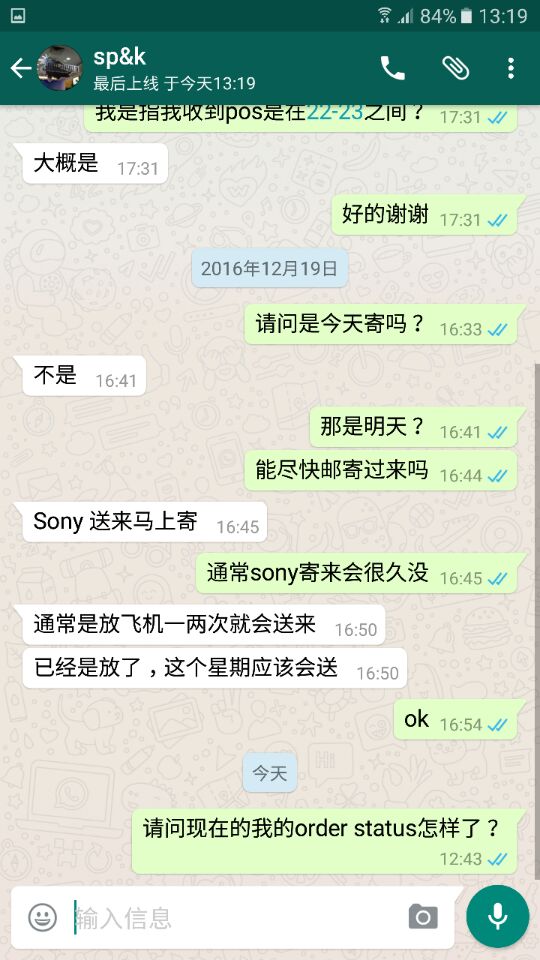 84% 13:19
sp&k
最后上线 于今天13:19
我是指我收到pos是在22-23之间？ 17:31
大概是 17:31
好的谢谢 17:31
2016年12月19日
请问是今天寄吗？ 16:33
不是 16:41
那是明天？ 16:41
能尽快邮寄过来吗 16:44
Sony 送来马上寄 16:45
通常sony寄来会很久没 16:45
通常是放飞机一两次就会送来 16:50
已经是放了，这个星期应该会送 16:50
ok 16:54
今天
请问现在的我的order status怎样了？
12:43
输入信息